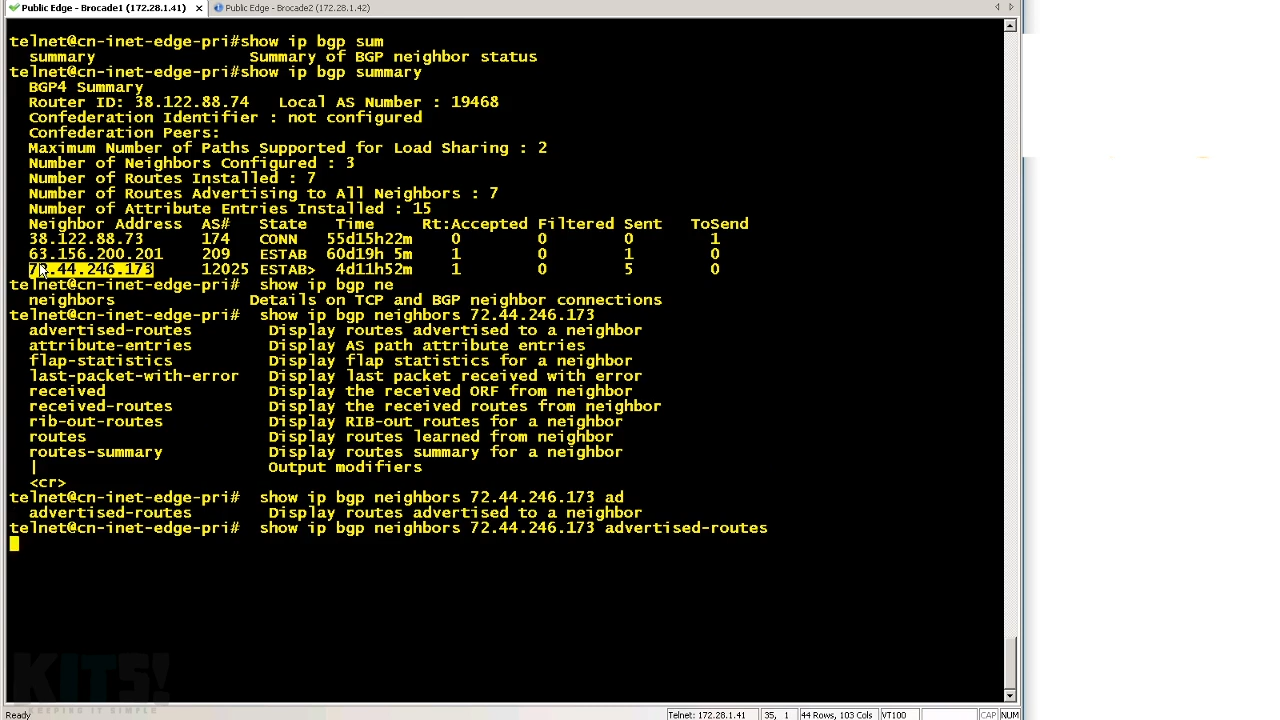 Public Edge - Brocade1 (172.28.1.41) Public Edge - Brocade2 (172.28.1.42)
telnet@cn-inet-edge-pri#show ip bgp sum
summary Summary of BGP neighbor status
telnet@cn-inet-edge-pri#show ip bgp summary
BGP4 Summary
Router ID: 38.122.88.74 Local AS Number : 19468
Confederation Identifier : not configured
Confederation Peers:
Maximum Number of Paths Supported for Load Sharing : 2
Number of Neighbors Configured : 3
Number of Routes Installed : 7
Number of Routes Advertising to All Neighbors : 7
Number of Attribute Entries Installed : 15
Neighbor Address AS# State Time Rt:Accepted Filtered Sent ToSend
38.122.88.73 174 CONN 55d15h22m 0 0 0 1
63.156.200.201 209 ESTAB 60d19h 5m 1 0 1 0
72.44.246.173 12025 ESTAB> 4d11h52m 1 0 5 0
telnet@cn-inet-edge-pri# show ip bgp ne
neighbors Details on TCP and BGP neighbor connections
telnet@cn-inet-edge-pri# show ip bgp neighbors 72.44.246.173
advertised-routes Display routes advertised to a neighbor
attribute-entries Display AS path attribute entries
flap-statistics Display flap statistics for a neighbor
last-packet-with-error Display last packet received with error
received Display the received ORF from neighbor
received-routes Display the received routes from neighbor
rib-out-routes Display RIB-out routes for a neighbor
routes Display routes learned from neighbor
routes-summary Display routes summary for a neighbor
| Output modifiers
<cr>
telnet@cn-inet-edge-pri# show ip bgp neighbors 72.44.246.173 ad
advertised-routes Display routes advertised to a neighbor
telnet@cn-inet-edge-pri# show ip bgp neighbors 72.44.246.173 advertised-routes
KITS!
KEEPING IT SIMPLE
Ready Telnet: 172.28.1.41 35, 1 44 Rows, 103 Cols VT100 CAP NUM